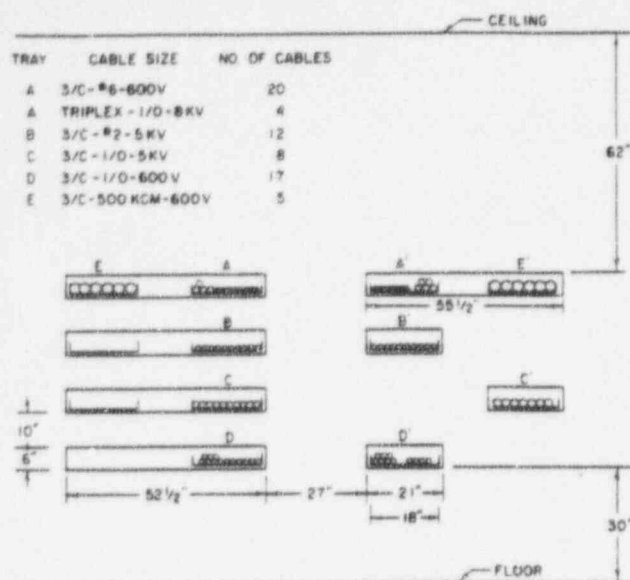 CEILING
TRAY CABLE SIZE NO. OF CABLES
A 3/C-#6-600V 20
A TRIPLEX-1/0-8KV 4
B 3/C-#2-5KV 12
C 3/C-1/0-5KV 8
D 3/C-1/0-600V 17
E 3/C-500 KCM-600V 5
62"
E A A' E'
55 1/2"
B B'
C C'
10"
D D'
6"
52 1/2" 27" 21"
18"
30"
FLOOR